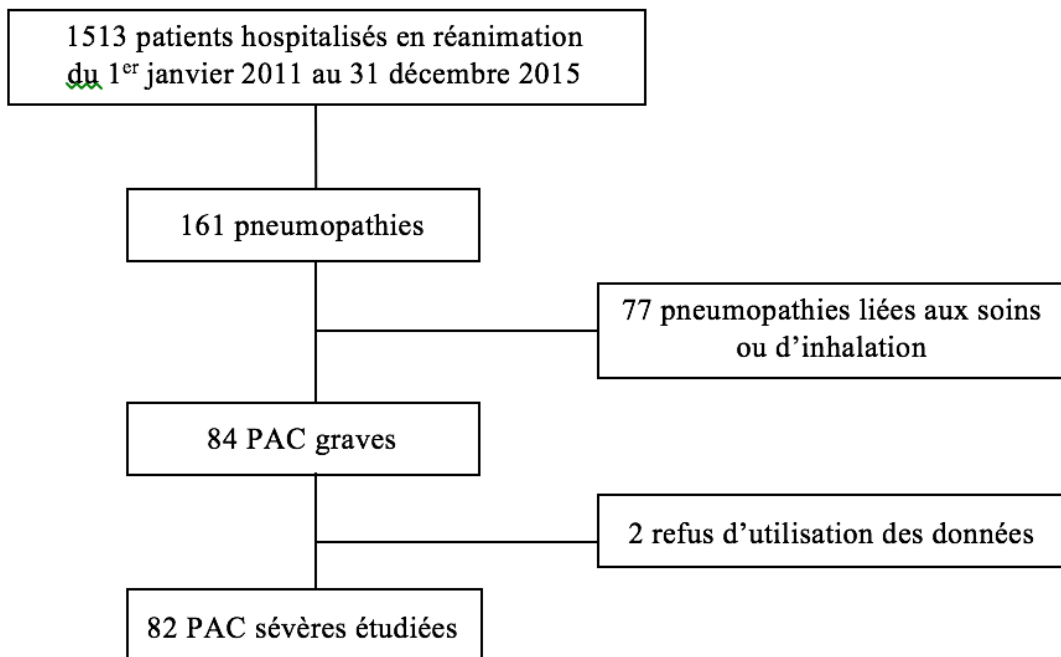 1513 patients hospitalisés en réanimation
du 1er janvier 2011 au 31 décembre 2015
161 pneumopathies
77 pneumopathies liées aux soins
ou d’inhalation
84 PAC graves
2 refus d’utilisation des données
82 PAC sévères étudiées